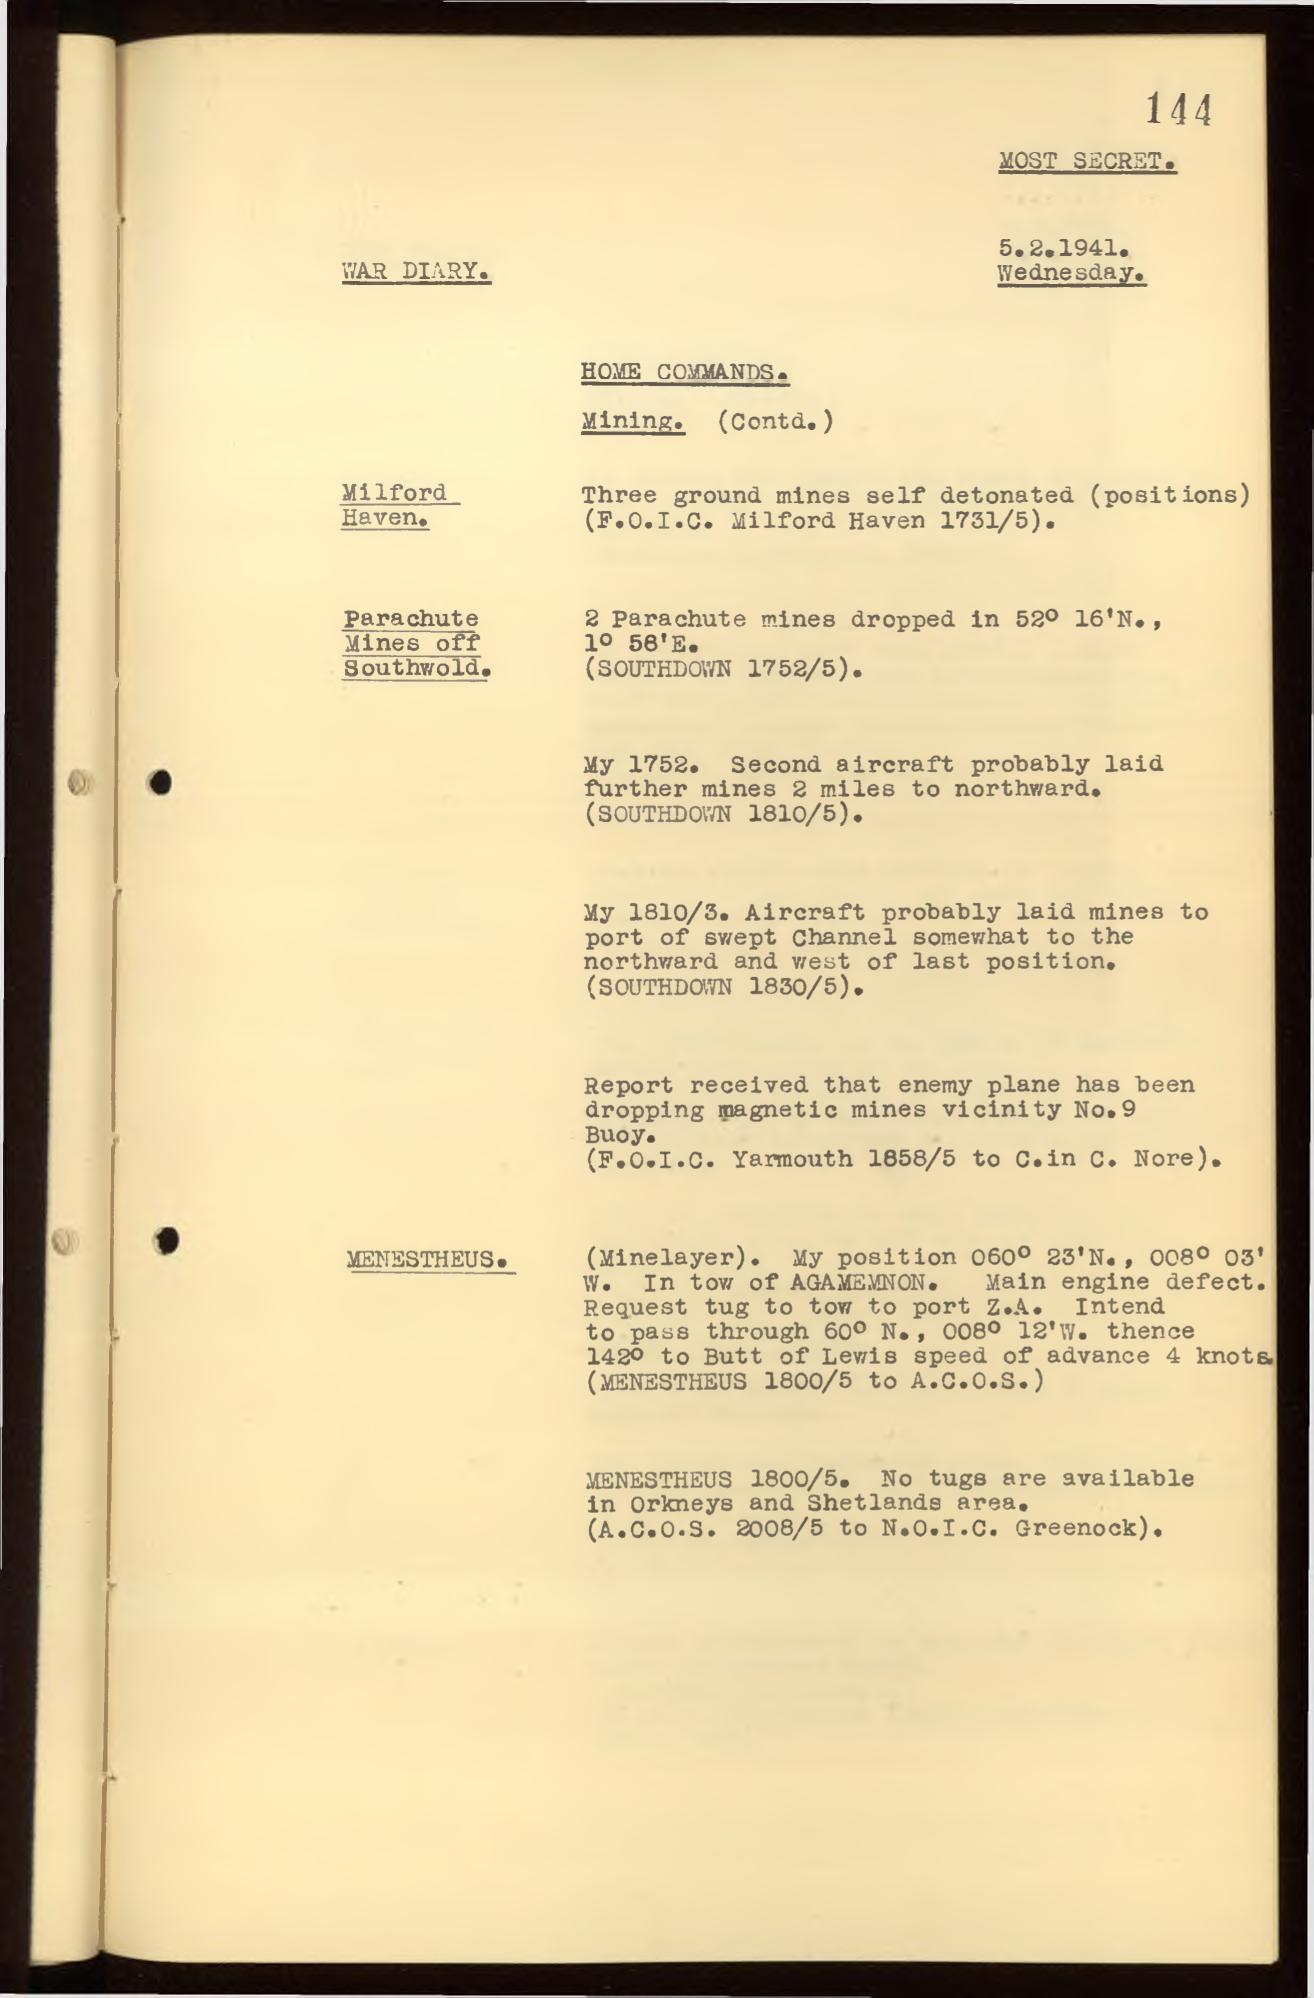 144
MOST SECRET.
5.2.1941.
WAR DIARY.
Wednesday.
HOME COMMANDS.
Mining. (Contd.)
Milford
Haven.
Three ground mines self detonated (positions)
(F.O.I.C. Milford Haven 1731/5).
Parachute
Mines off
Southwold.
2 Parachute mines dropped in 52° 16'N.,
1° 58'E.
(SOUTHDOWN 1752/5).
My 1752. Second aircraft probably laid
further mines 2 miles to northward.
(SOUTHDOWN 1810/5).
My 1810/3. Aircraft probably laid mines to
port of swept Channel somewhat to the
northward and west of last position.
(SOUTHDOWN 1830/5).
Report received that enemy plane has been
dropping magnetic mines vicinity No.9
Buoy.
(F.O.I.C. Yarmouth 1858/5 to C.in C. Nore).
MENESTHEUS.
(Minelayer). My position 060° 23'N., 008° 03'
W. In tow of AGAMEMNON. Main engine defect.
Request tug to tow to port Z.A. Intend
to pass through 60° N., 008° 12'W. thence
142° to Butt of Lewis speed of advance 4 knots.
(MENESTHEUS 1800/5 to A.C.O.S.)
MENESTHEUS 1800/5. No tugs are available
in Orkneys and Shetlands area.
(A.C.O.S. 2008/5 to N.O.I.C. Greenock).